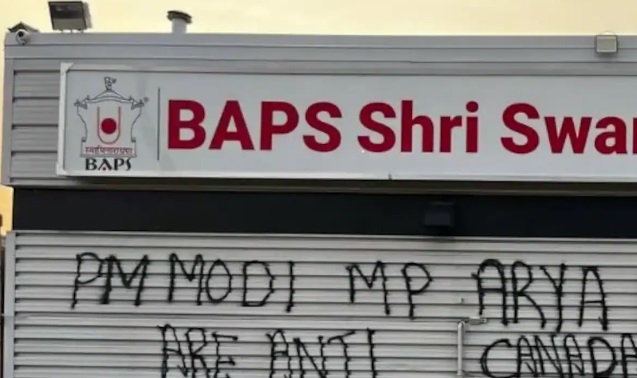 BAPS Shri Swa
BAPS
PM MODI MP ARYA
ARE ANTI CANADA